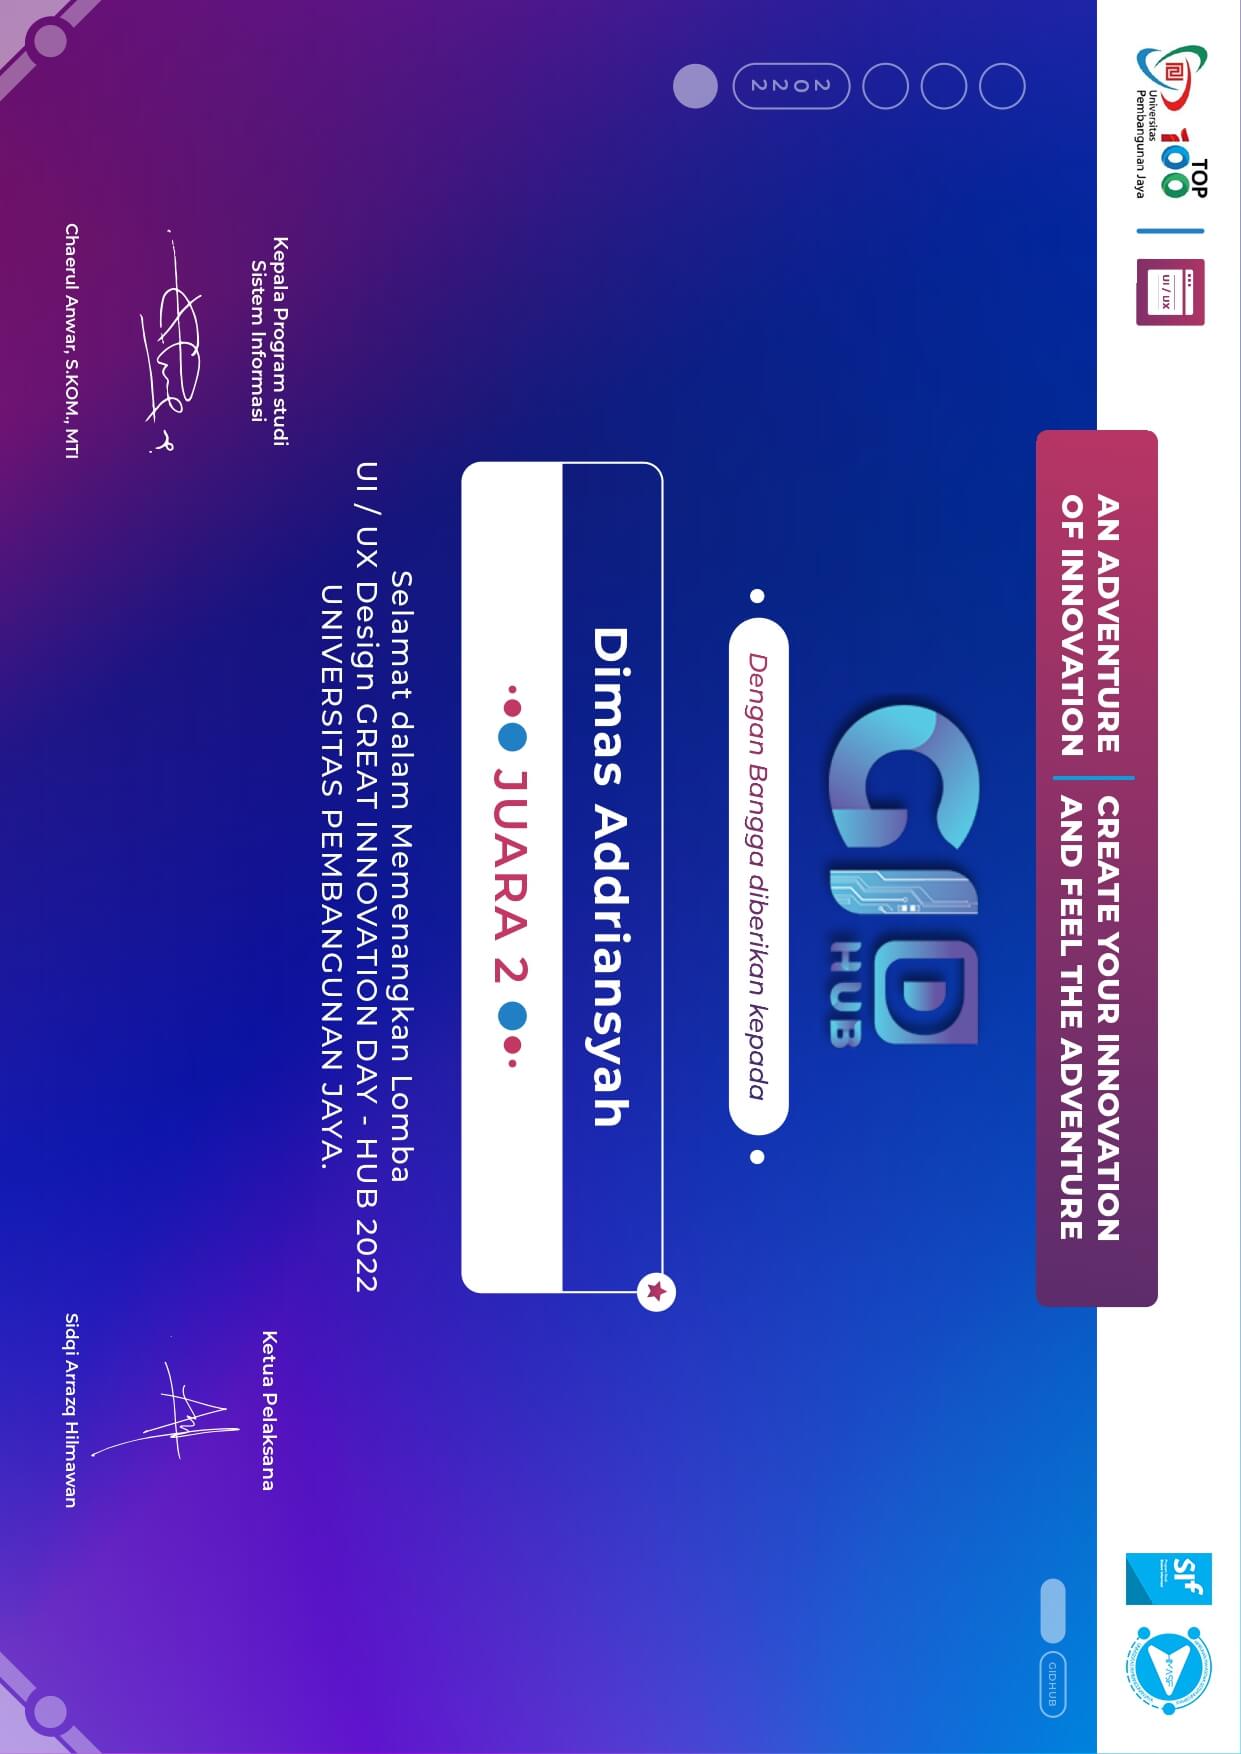 TOP
100
Universitas
Pembangunan Jaya
UI / UX
AN ADVENTURE
OF INNOVATION
CREATE YOUR INNOVATION
AND FEEL THE ADVENTURE
SIf
HIMASIF
GIDHUB
GID
HUB
2022
Dengan Bangga diberikan kepada
Dimas Addriansyah
JUARA 2
Selamat dalam Memenangkan Lomba
UI / UX Design GREAT INNOVATION DAY - HUB 2022
UNIVERSITAS PEMBANGUNAN JAYA.
Kepala Program studi
Sistem Informasi
Chaerul Anwar, S.KOM., MTI
Ketua Pelaksana
Sidqi Arrazq Hilmawan